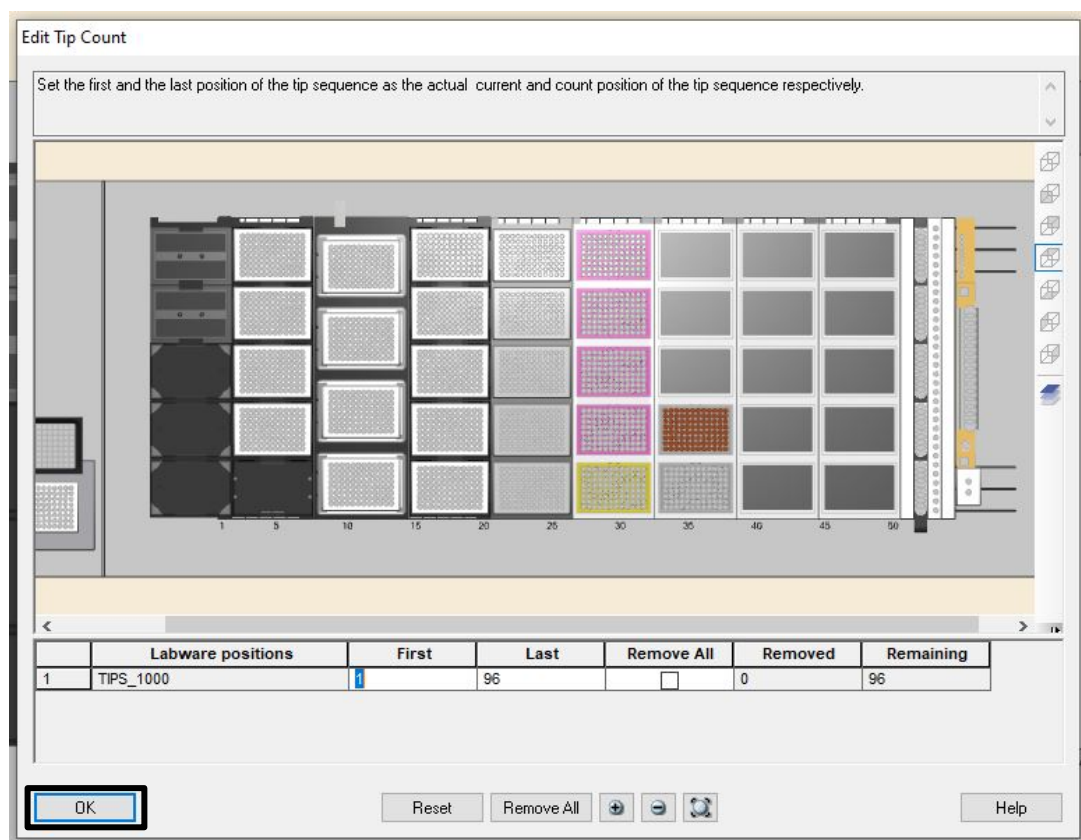 Edit Tip Count
Set the first and the last position of the tip sequence as the actual current and count position of the tip sequence respectively.
1 5 10 15 20 25 30 35 40 45 50
Labware positions First Last Remove All Removed Remaining
1 TIPS_1000 1 96 0 96
OK Reset Remove All Help